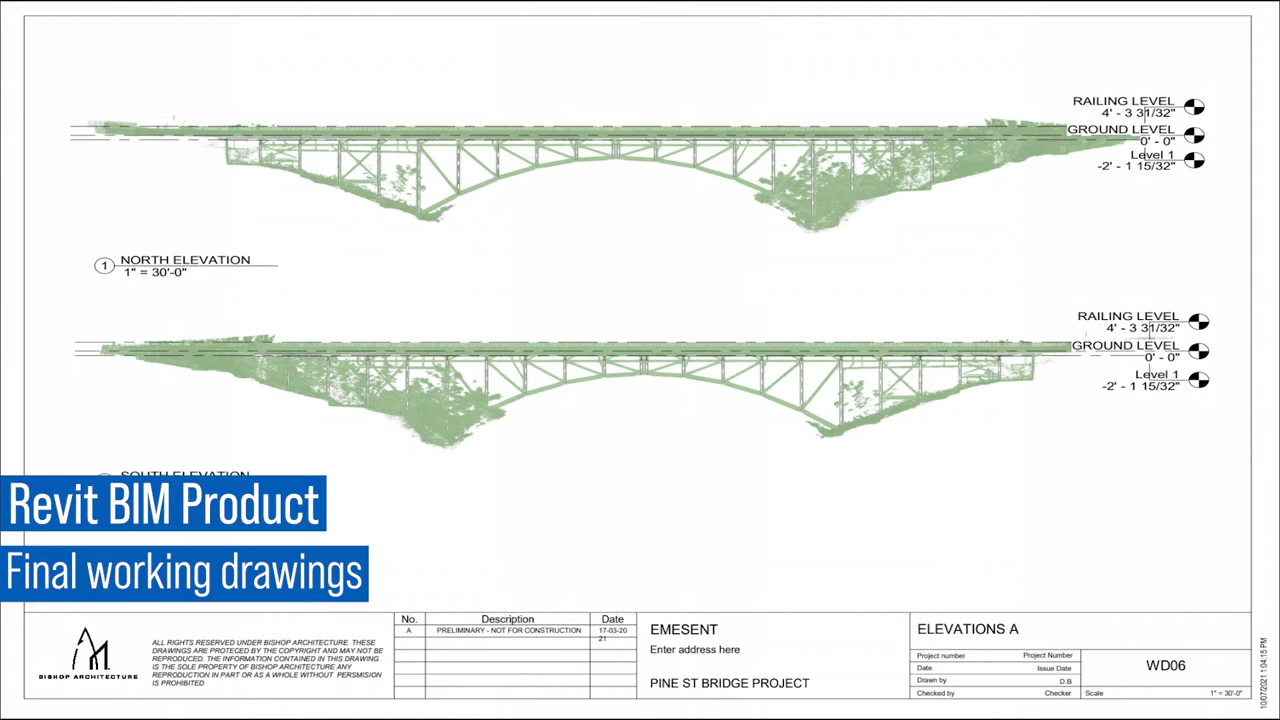 RAILING LEVEL
4' - 3 31/32"
GROUND LEVEL
0' - 0"
Level 1
-2' - 1 15/32"
1
NORTH ELEVATION
1" = 30'-0"
RAILING LEVEL
4' - 3 31/32"
GROUND LEVEL
0' - 0"
Level 1
-2' - 1 15/32"
SOUTH ELEVATION
Revit BIM Product
Final working drawings
BISHOP ARCHITECTURE
ALL RIGHTS RESERVED UNDER BISHOP ARCHITECTURE. THESE
DRAWINGS ARE PROTECED BY THE COPYRIGHT AND MAY NOT BE
REPRODUCED. THE INFORMATION CONTAINED IN THIS DRAWING
IS THE SOLE PROPERTY OF BISHOP ARCHITECTURE ANY
REPRODUCTION IN PART OR AS A WHOLE WITHOUT PERSMISION
IS PROHIBITED
No. Description Date
A PRELIMINARY - NOT FOR CONSTRUCTION 17-03-20
21
EMESENT
Enter address here
PINE ST BRIDGE PROJECT
ELEVATIONS A
Project number Project Number
Date Issue Date
Drawn by D.B
Checked by Checker
WD06
Scale 1" = 30'-0"
10/07/2021 1:04:15 PM